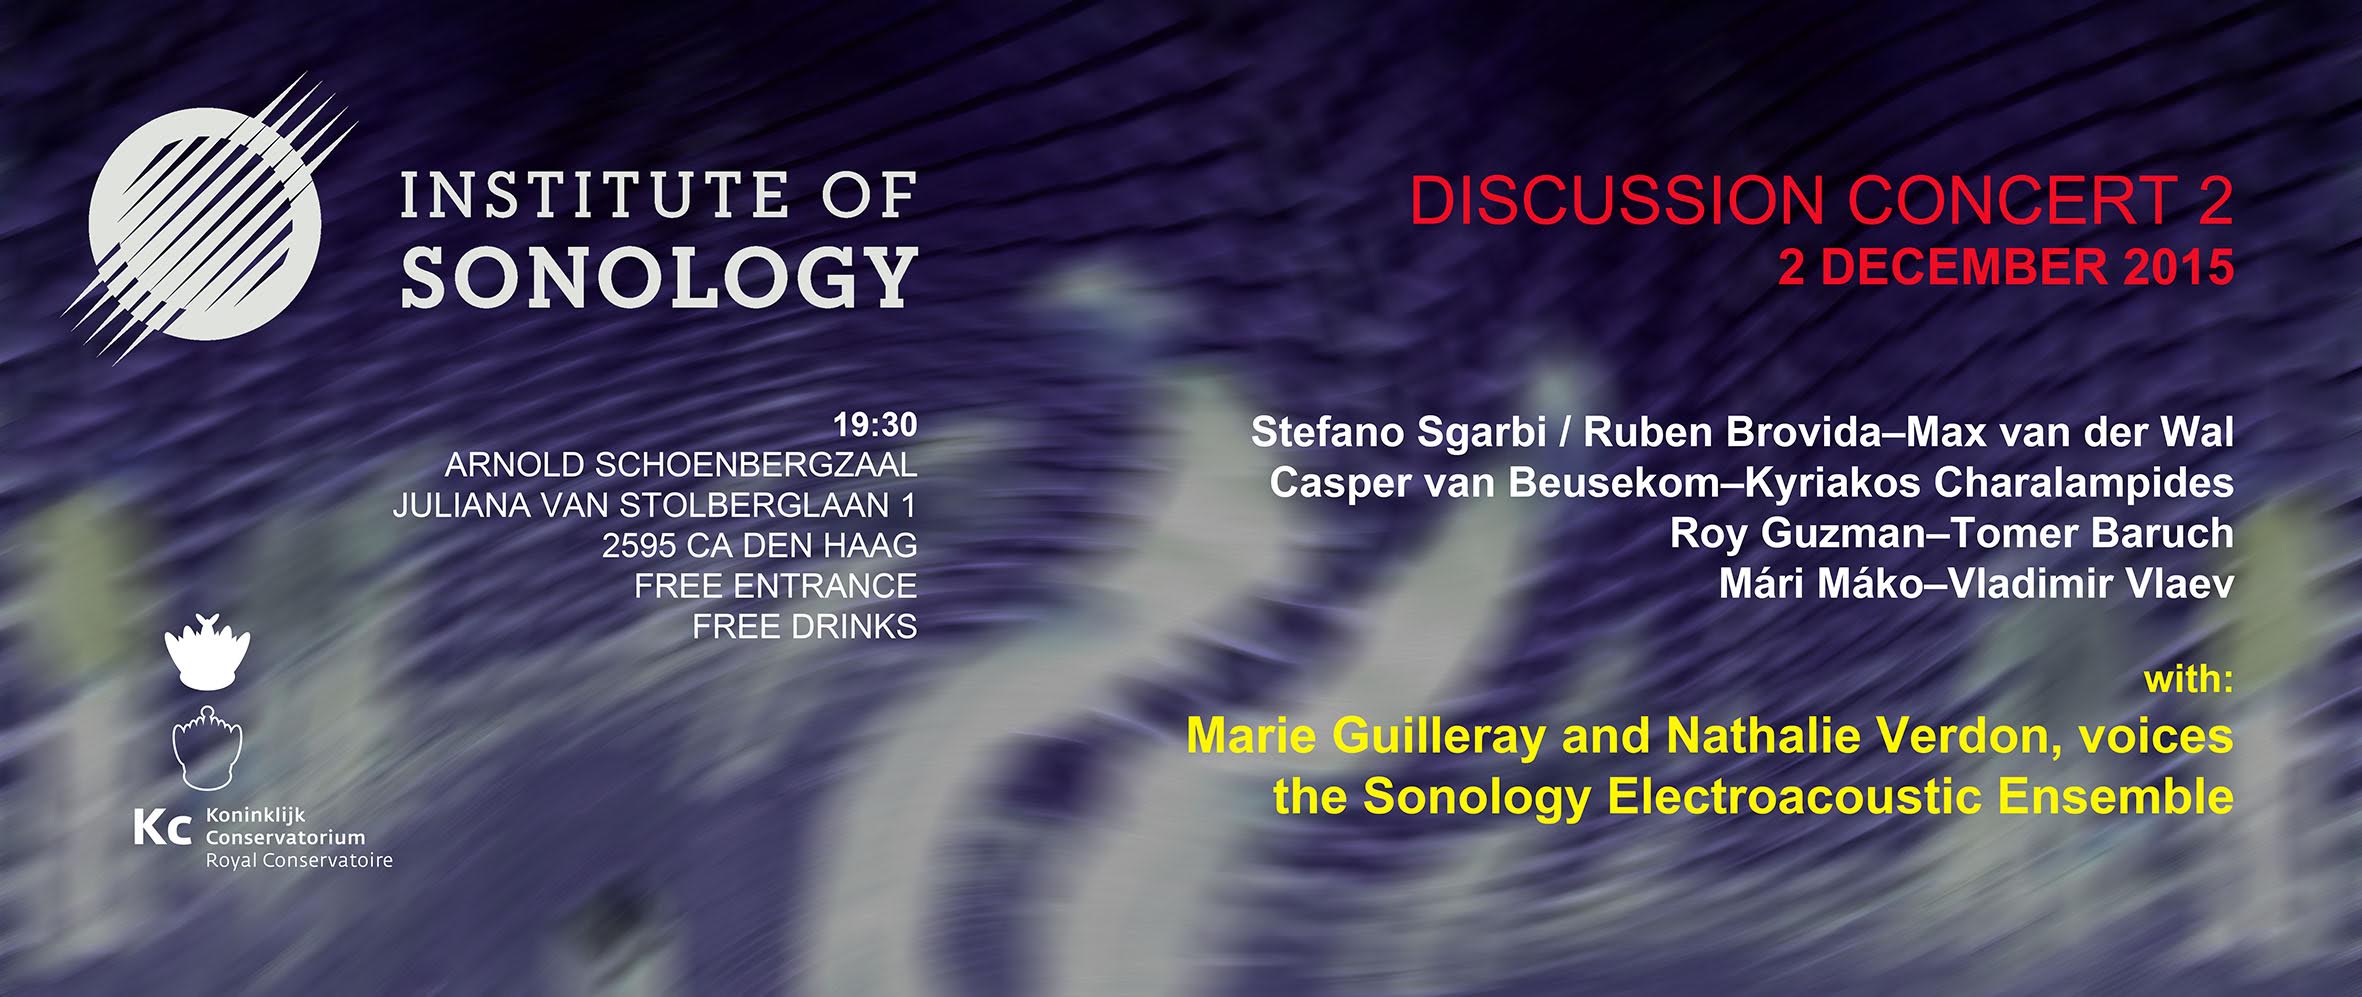 INSTITUTE OF
SONOLOGY
19:30
ARNOLD SCHOENBERGZAAL
JULIANA VAN STOLBERGLAAN 1
2595 CA DEN HAAG
FREE ENTRANCE
FREE DRINKS
Kc Koninklijk
Conservatorium
Royal Conservatoire
DISCUSSION CONCERT 2
2 DECEMBER 2015
Stefano Sgarbi / Ruben Brovida–Max van der Wal
Casper van Beusekom–Kyriakos Charalampides
Roy Guzman–Tomer Baruch
Mári Máko–Vladimir Vlaev
with:
Marie Guilleray and Nathalie Verdon, voices
the Sonology Electroacoustic Ensemble